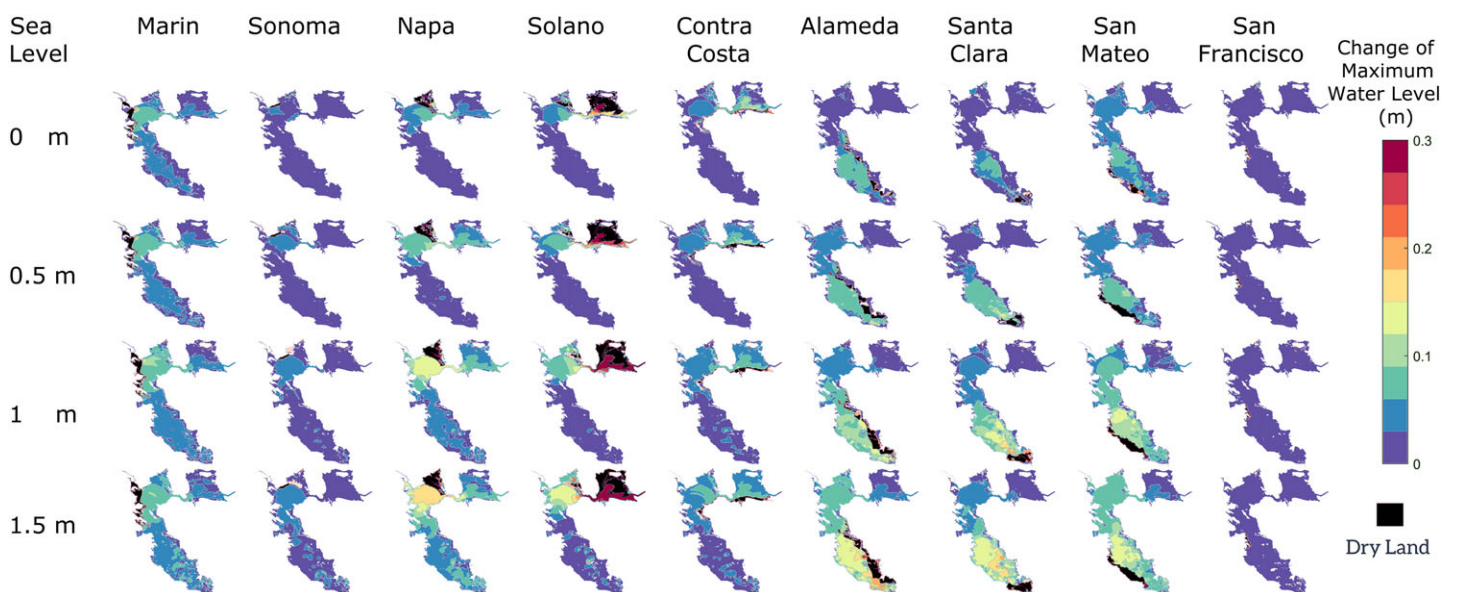 Sea Level
Marin
Sonoma
Napa
Solano
Contra Costa
Alameda
Santa Clara
San Mateo
San Francisco
Change of
Maximum
Water Level
(m)
0 m
0.5 m
1 m
1.5 m
0.3
0.2
0.1
0
Dry Land